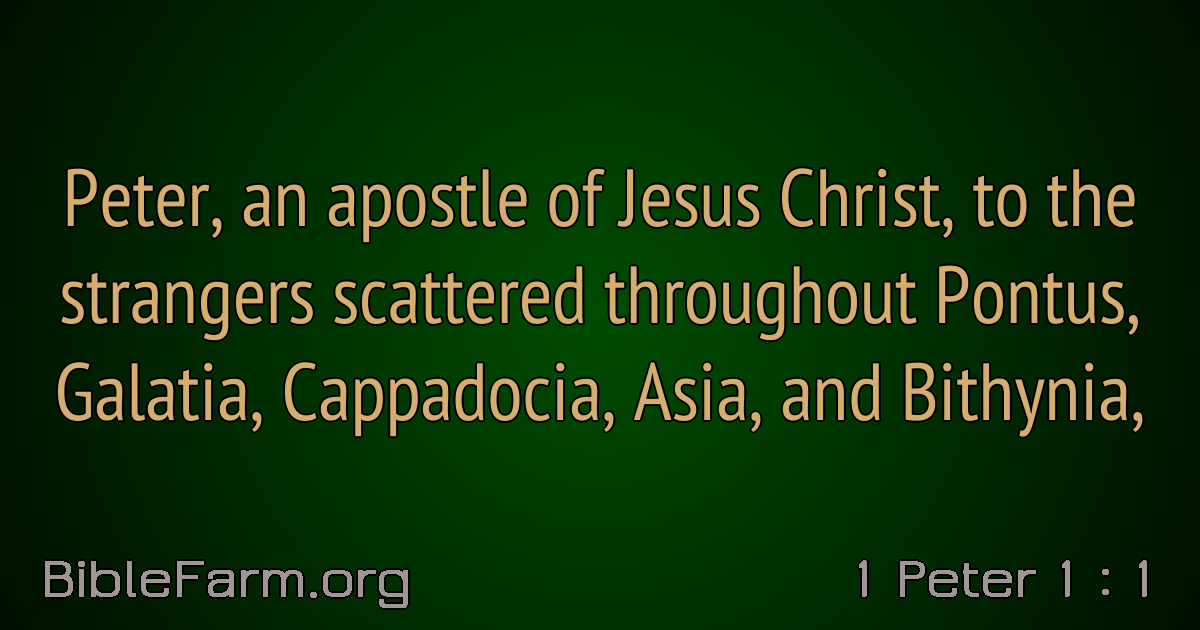 Peter, an apostle of Jesus Christ, to the
strangers scattered throughout Pontus,
Galatia, Cappadocia, Asia, and Bithynia,
BibleFarm.org
1 Peter 1 : 1